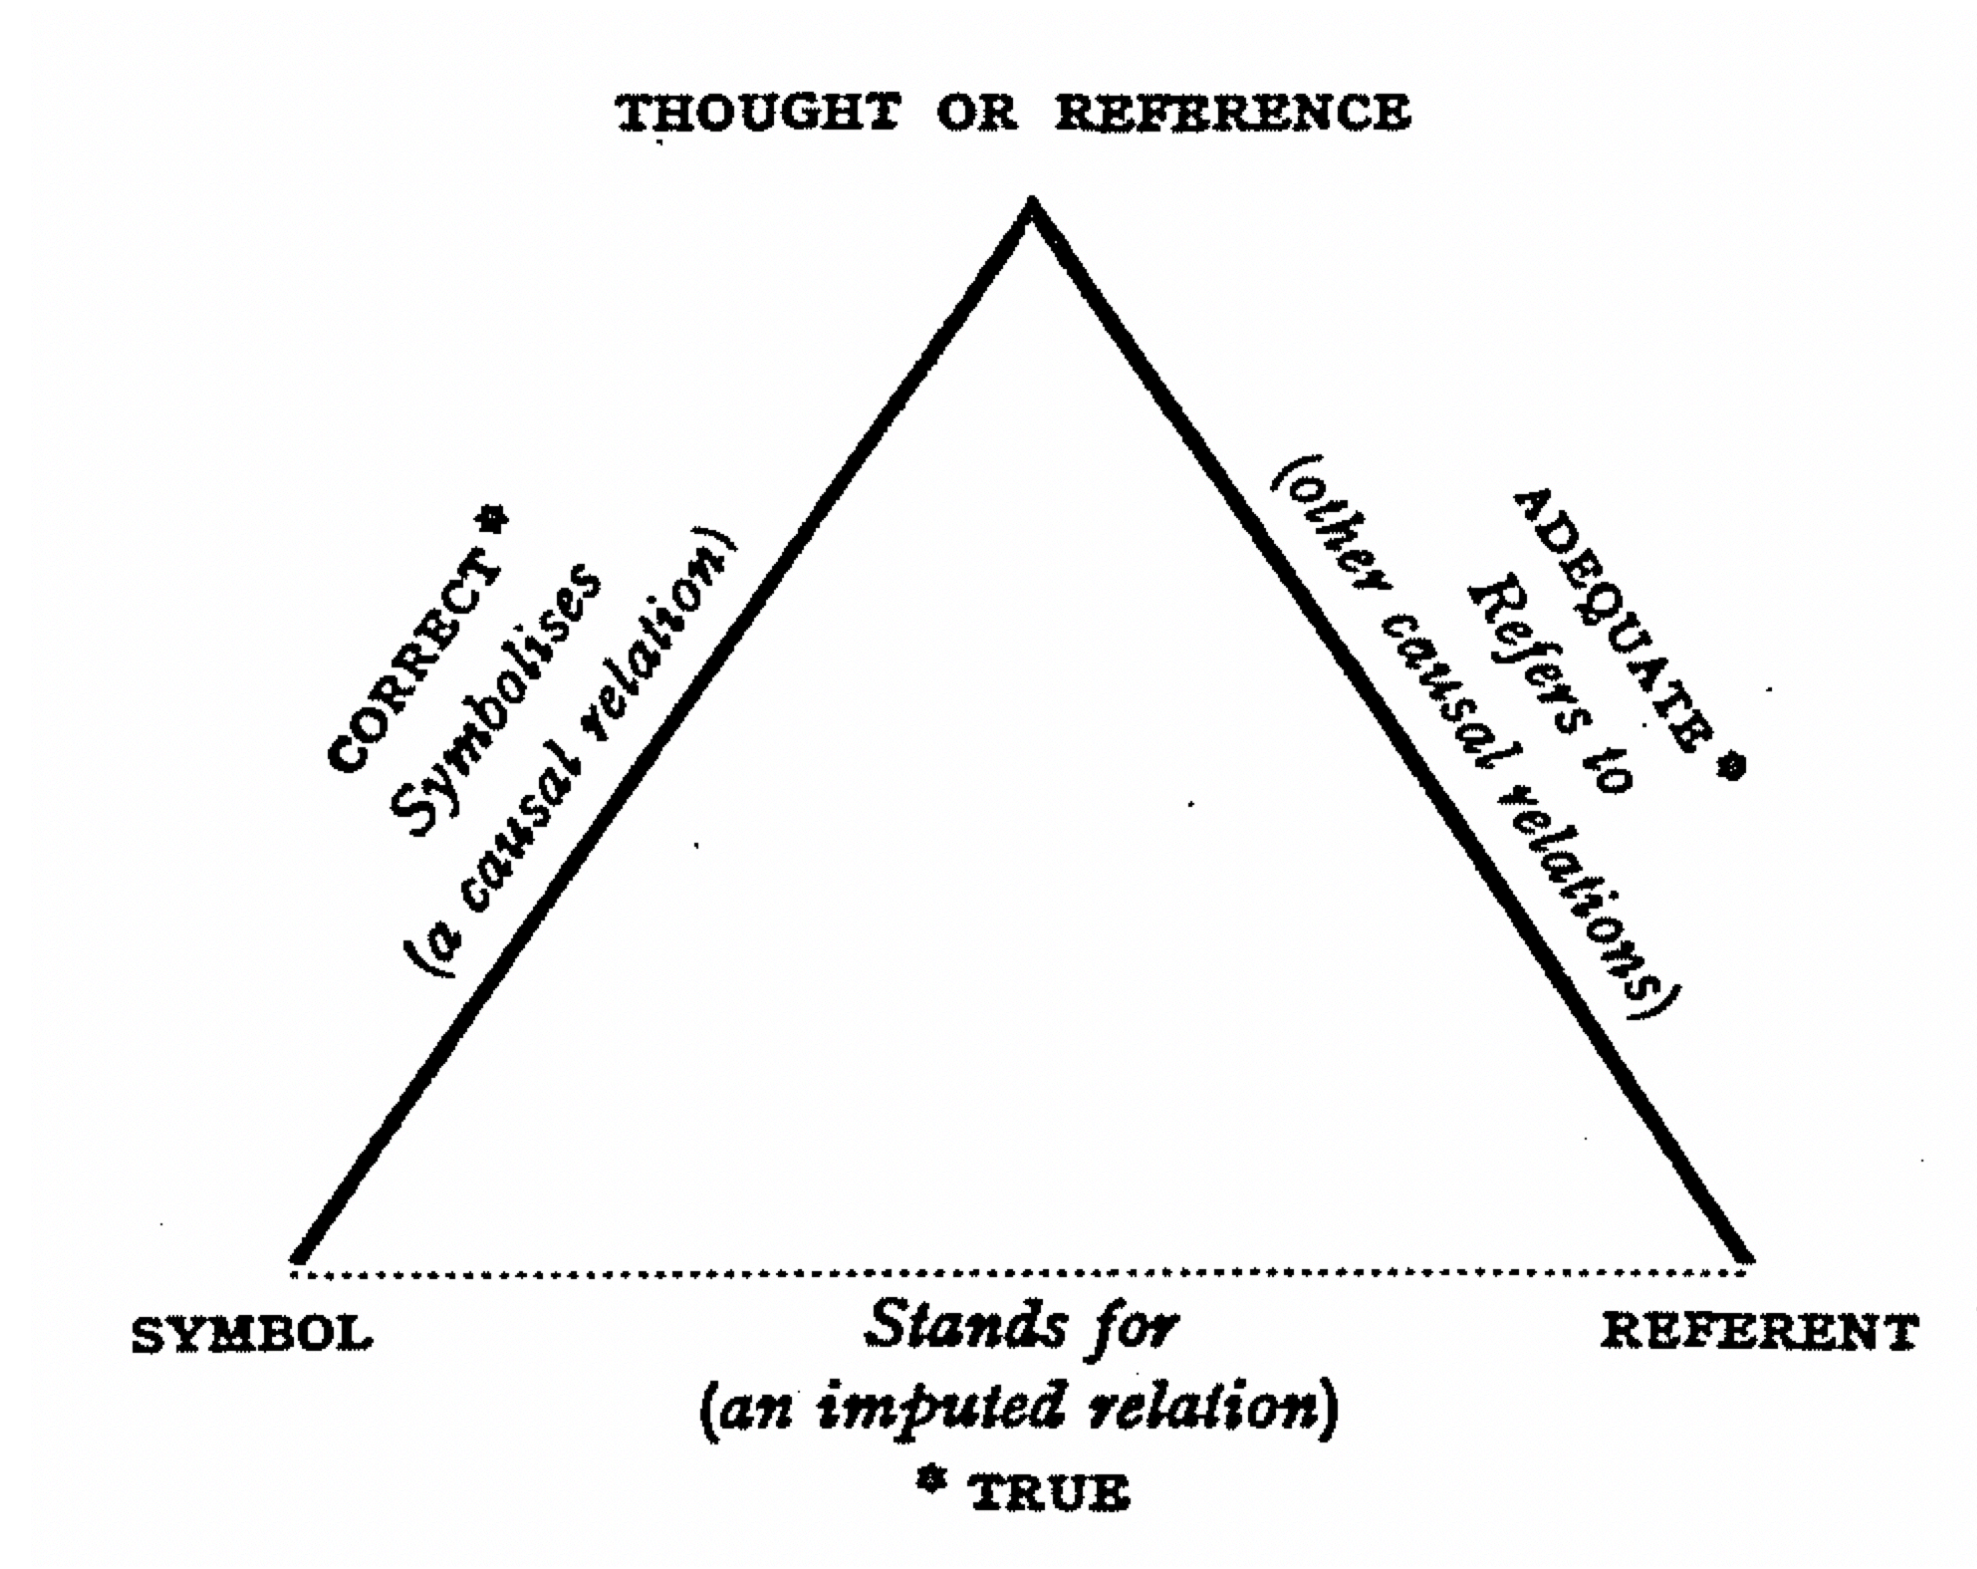 THOUGHT OR REFERENCE
CORRECT *
Symbolises
(a causal relation)
ADEQUATE *
Refers to
(other causal relations)
SYMBOL
Stands for
(an imputed relation)
* TRUE
REFERENT